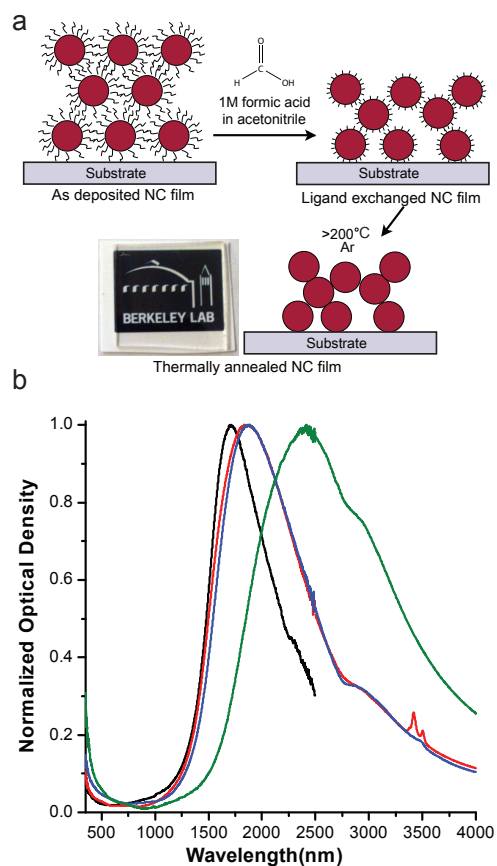 a
O
H
OH
1M formic acid
in acetonitrile
Substrate
As deposited NC film
Substrate
Ligand exchanged NC film
>200°C
Ar
BERKELEY LAB
Substrate
Thermally annealed NC film
b
Normalized Optical Density
1.0
0.8
0.6
0.4
0.2
0.0
500 1000 1500 2000 2500 3000 3500 4000
Wavelength(nm)